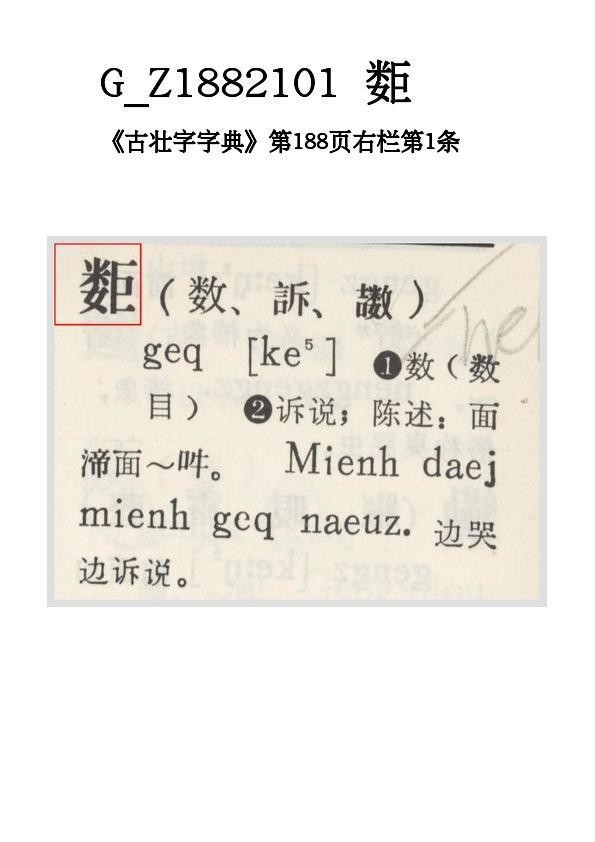 G_Z1882101
《古壮字字典》第188页右栏第1条
(数、訴、)
geq [ke⁵] ❶数(数
目) ❷诉说；陈述：面
渧面～吽。 Mienh daej
mienh geq naeuz. 边哭
边诉说。